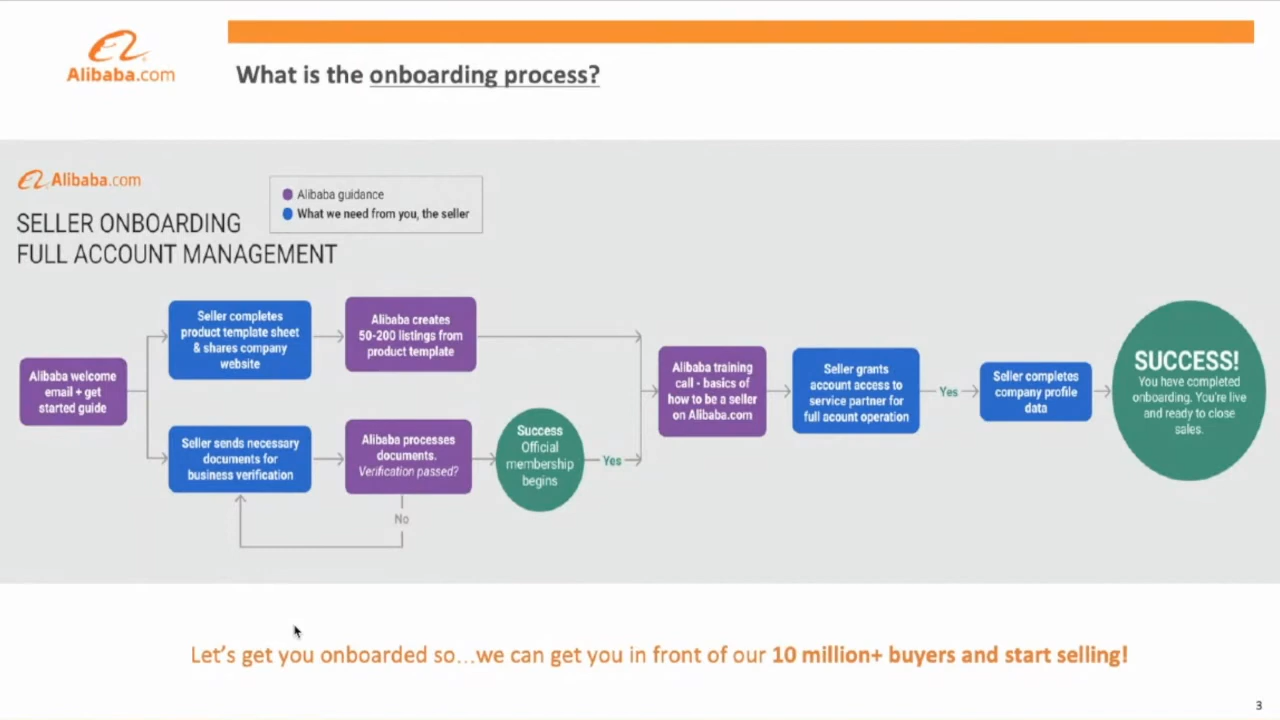 Alibaba.com
What is the onboarding process?
Alibaba.com
Alibaba guidance
What we need from you, the seller
SELLER ONBOARDING
FULL ACCOUNT MANAGEMENT
Alibaba welcome
email + get
started guide
Seller completes
product template sheet
& shares company
website
Alibaba creates
50-200 listings from
product template
Seller sends necessary
documents for
business verification
Alibaba processes
documents.
Verification passed?
No
Success
Official
membership
begins
Yes
Alibaba training
call - basics of
how to be a seller
on Alibaba.com
Seller grants
account access to
service partner for
full acount operation
Yes
Seller completes
company profile
data
SUCCESS!
You have completed
onboarding. You're live
and ready to close
sales.
Let's get you onboarded so...we can get you in front of our 10 million+ buyers and start selling!
3